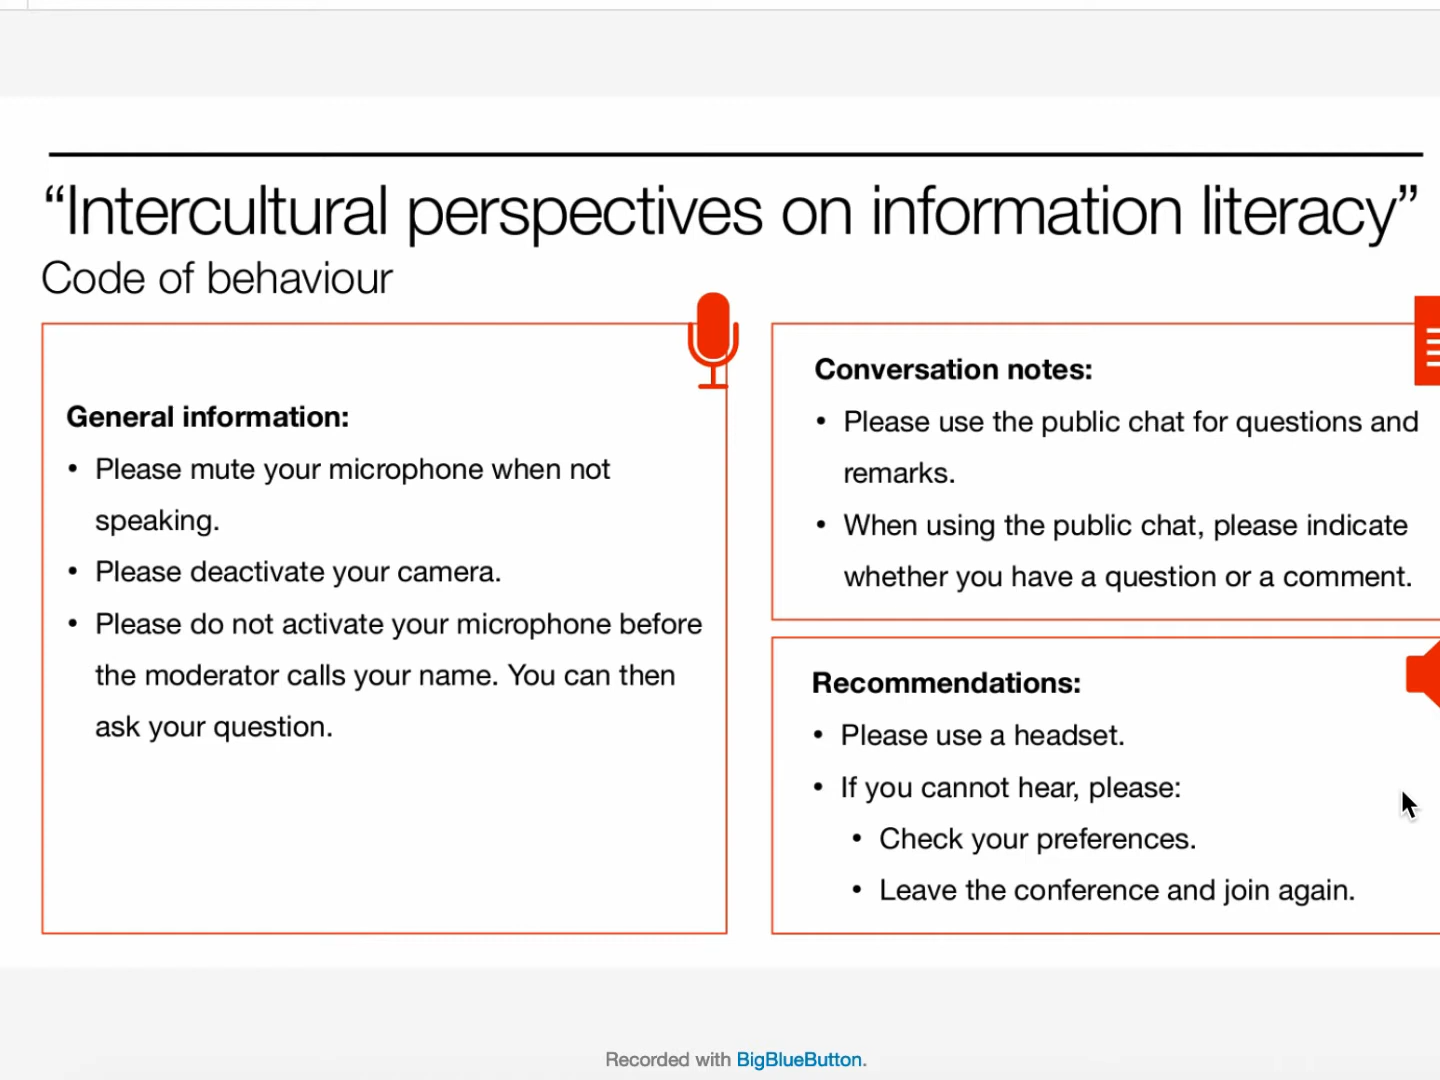 “Intercultural perspectives on information literacy”
Code of behaviour
General information:
• Please mute your microphone when not
speaking.
• Please deactivate your camera.
• Please do not activate your microphone before
the moderator calls your name. You can then
ask your question.
Conversation notes:
• Please use the public chat for questions and
remarks.
• When using the public chat, please indicate
whether you have a question or a comment.
Recommendations:
• Please use a headset.
• If you cannot hear, please:
• Check your preferences.
• Leave the conference and join again.
Recorded with BigBlueButton.